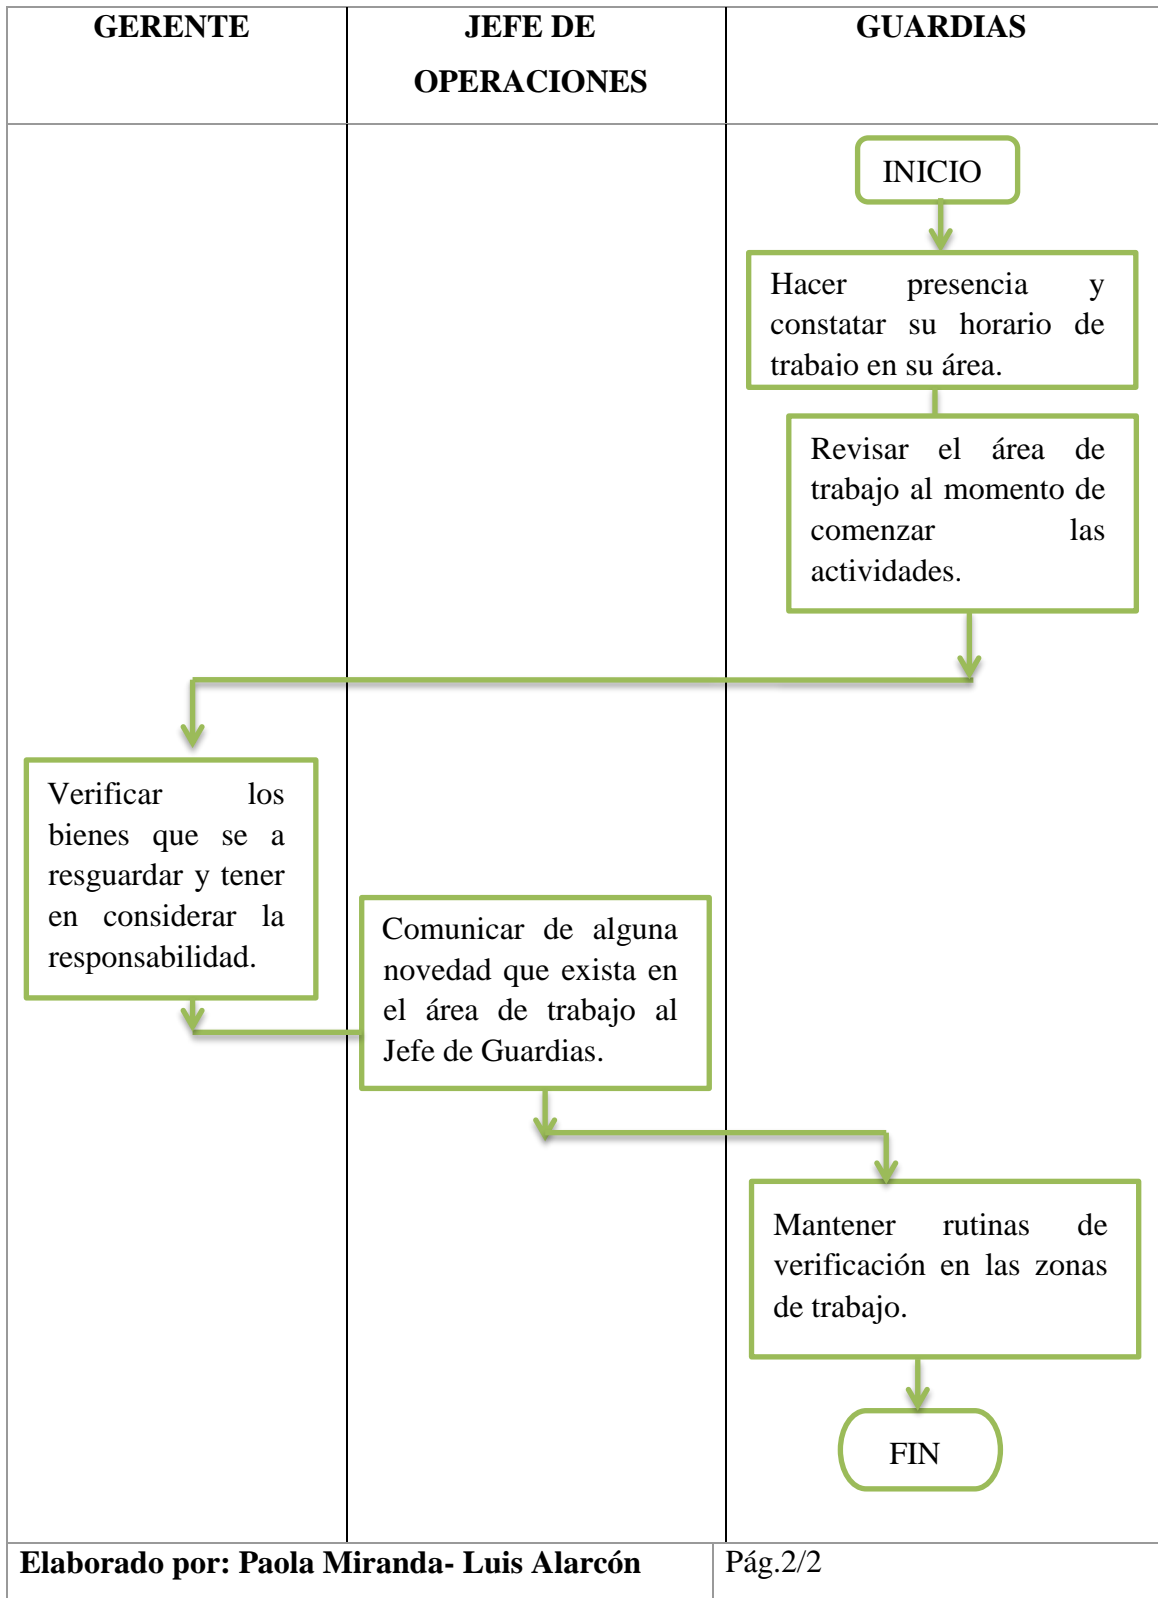 GERENTE
JEFE DE
OPERACIONES
GUARDIAS
INICIO
Hacer presencia y
constatar su horario de
trabajo en su área.
Revisar el área de
trabajo al momento de
comenzar las
actividades.
Verificar los
bienes que se a
resguardar y tener
en considerar la
responsabilidad.
Comunicar de alguna
novedad que exista en
el área de trabajo al
Jefe de Guardias.
Mantener rutinas de
verificación en las zonas
de trabajo.
FIN
Elaborado por: Paola Miranda- Luis Alarcón
Pág.2/2